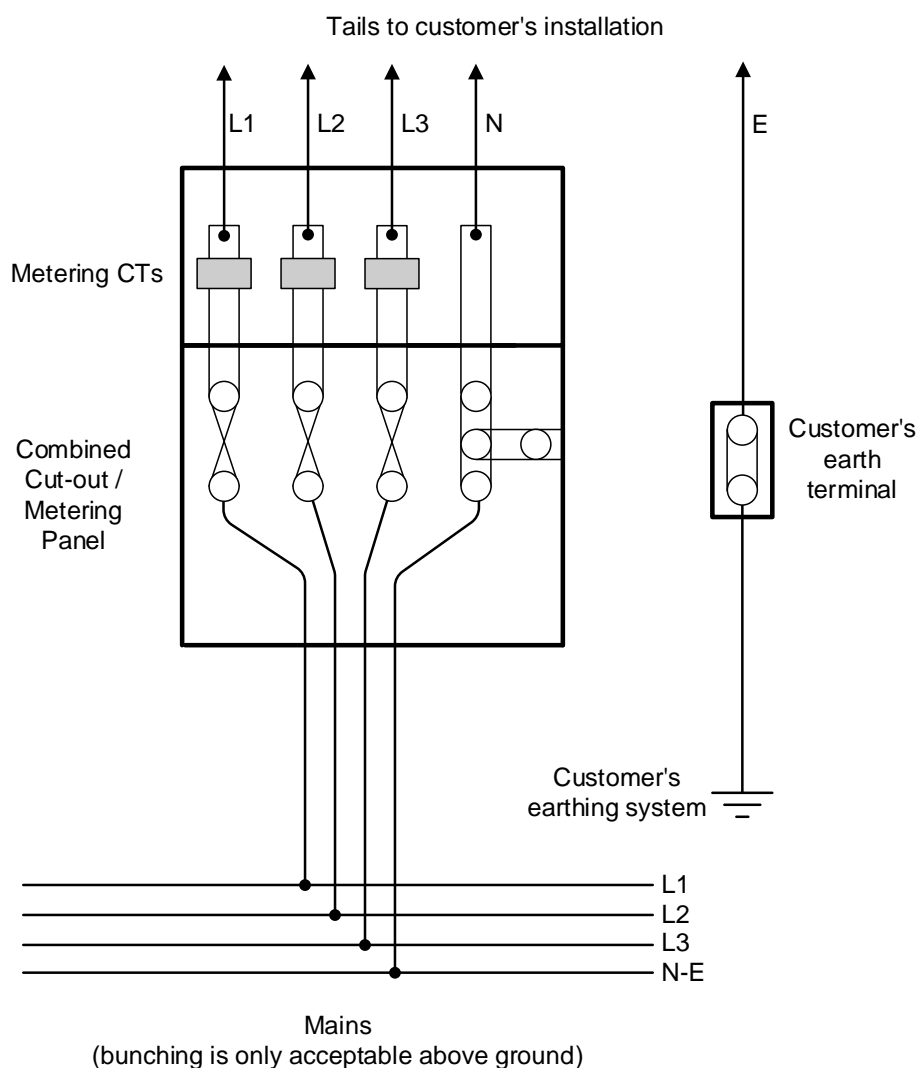 Tails to customer's installation
L1
L2
L3
N
E
Metering CTs
Combined
Cut-out /
Metering
Panel
Customer's
earth
terminal
Customer's
earthing system
L1
L2
L3
N-E
Mains
(bunching is only acceptable above ground)